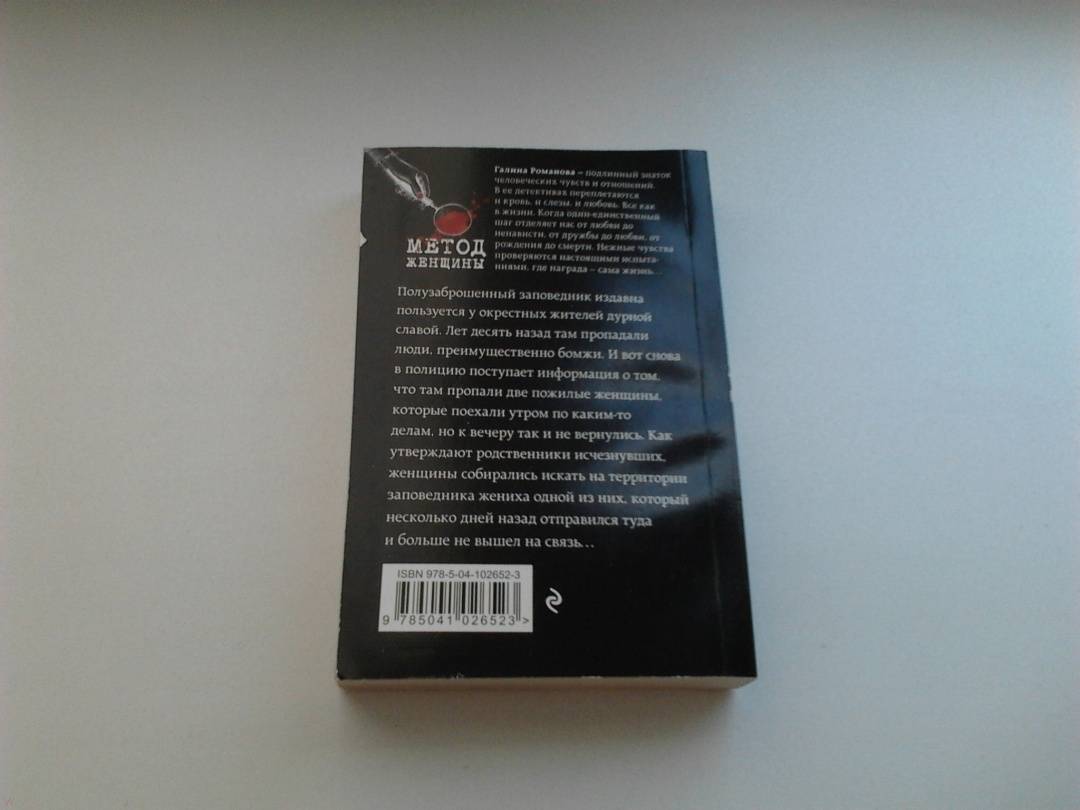 Галина Романова – подлинный знаток
человеческих чувств и отношений.
В ее детективах переплетаются
и кровь, и слезы, и любовь. Все как
в жизни. Когда один-единственный
шаг отделяет нас от любви до
ненависти, от дружбы до любви, от
рождения до смерти. Нежные чувства
проверяются настоящими испыта-
ниями, где награда – сама жизнь...
МЕТОД
ЖЕНЩИНЫ
Полузаброшенный заповедник издавна
пользуется у окрестных жителей дурной
славой. Лет десять назад там пропадали
люди, преимущественно бомжи. И вот снова
в полицию поступает информация о том,
что там пропали две пожилые женщины,
которые поехали утром по каким-то
делам, но к вечеру так и не вернулись. Как
утверждают родственники исчезнувших,
женщины собирались искать на территории
заповедника жениха одной из них, который
несколько дней назад отправился туда
и больше не вышел на связь...
ISBN 978-5-04-102652-3
9 785041 026523 >